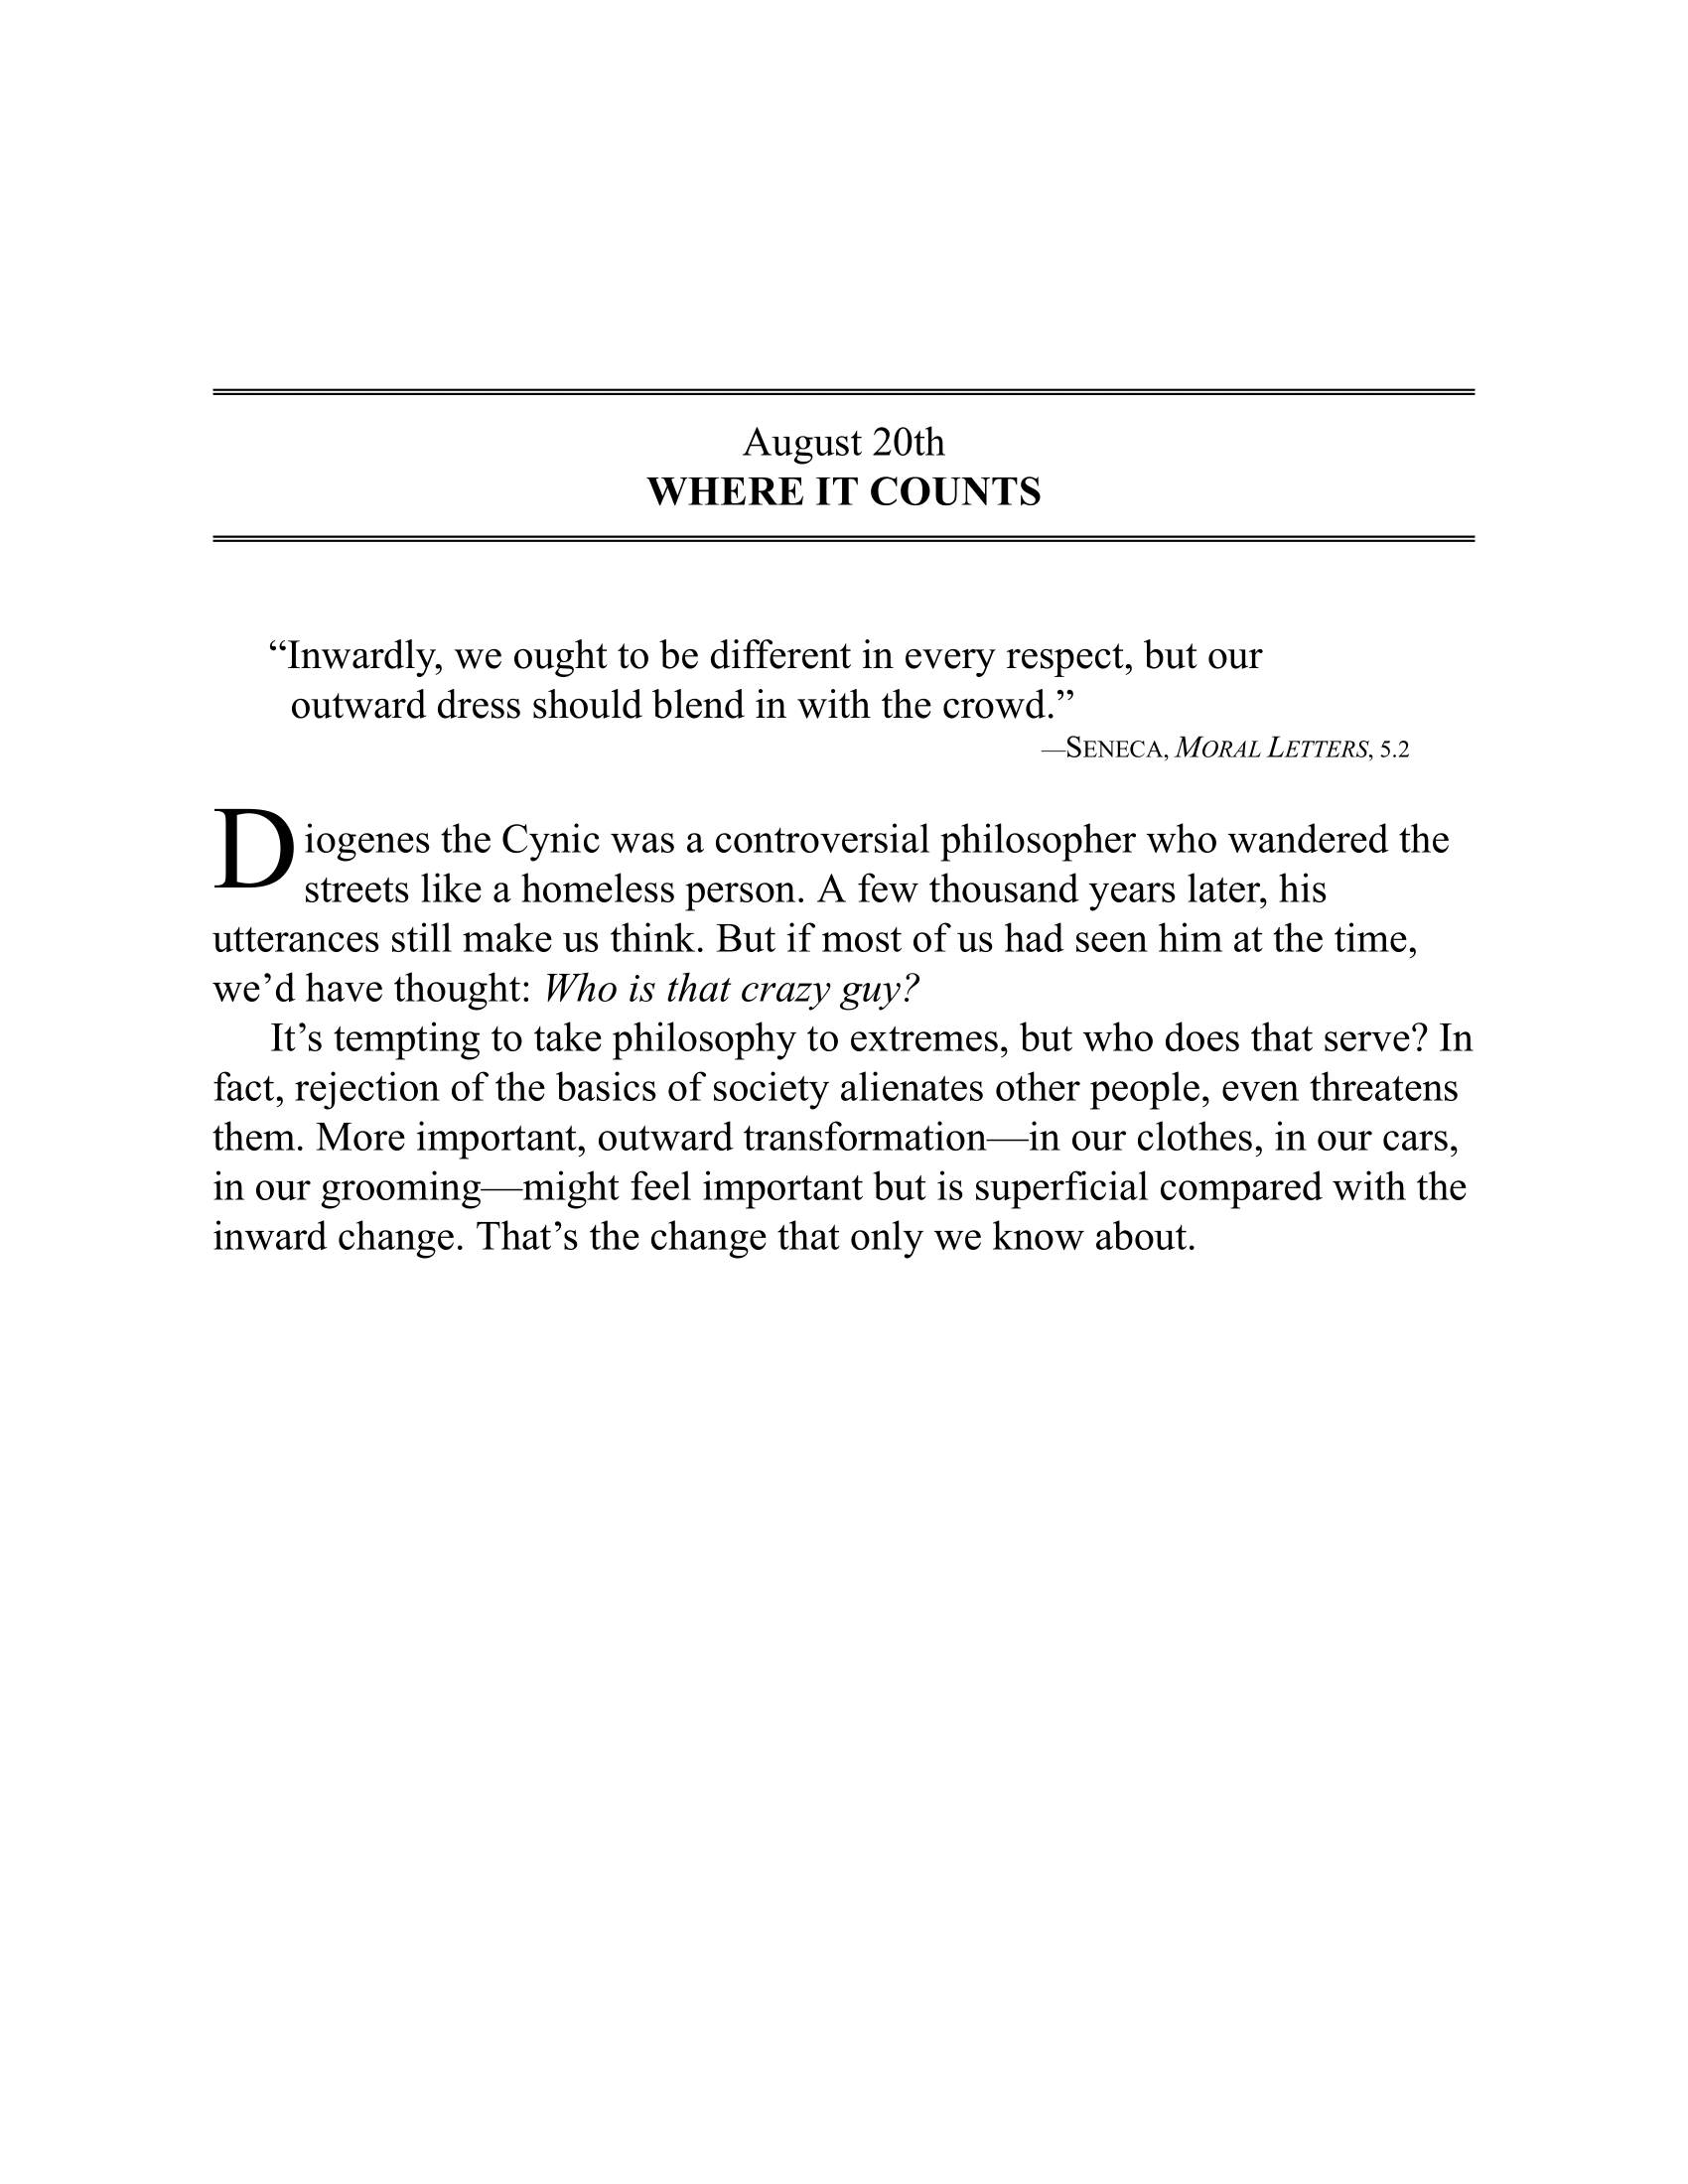 August 20th
WHERE IT COUNTS
“Inwardly, we ought to be different in every respect, but our
outward dress should blend in with the crowd.”
—SENECA, MORAL LETTERS, 5.2
Diogenes the Cynic was a controversial philosopher who wandered the
streets like a homeless person. A few thousand years later, his
utterances still make us think. But if most of us had seen him at the time,
we’d have thought: Who is that crazy guy?
It’s tempting to take philosophy to extremes, but who does that serve? In
fact, rejection of the basics of society alienates other people, even threatens
them. More important, outward transformation—in our clothes, in our cars,
in our grooming—might feel important but is superficial compared with the
inward change. That’s the change that only we know about.